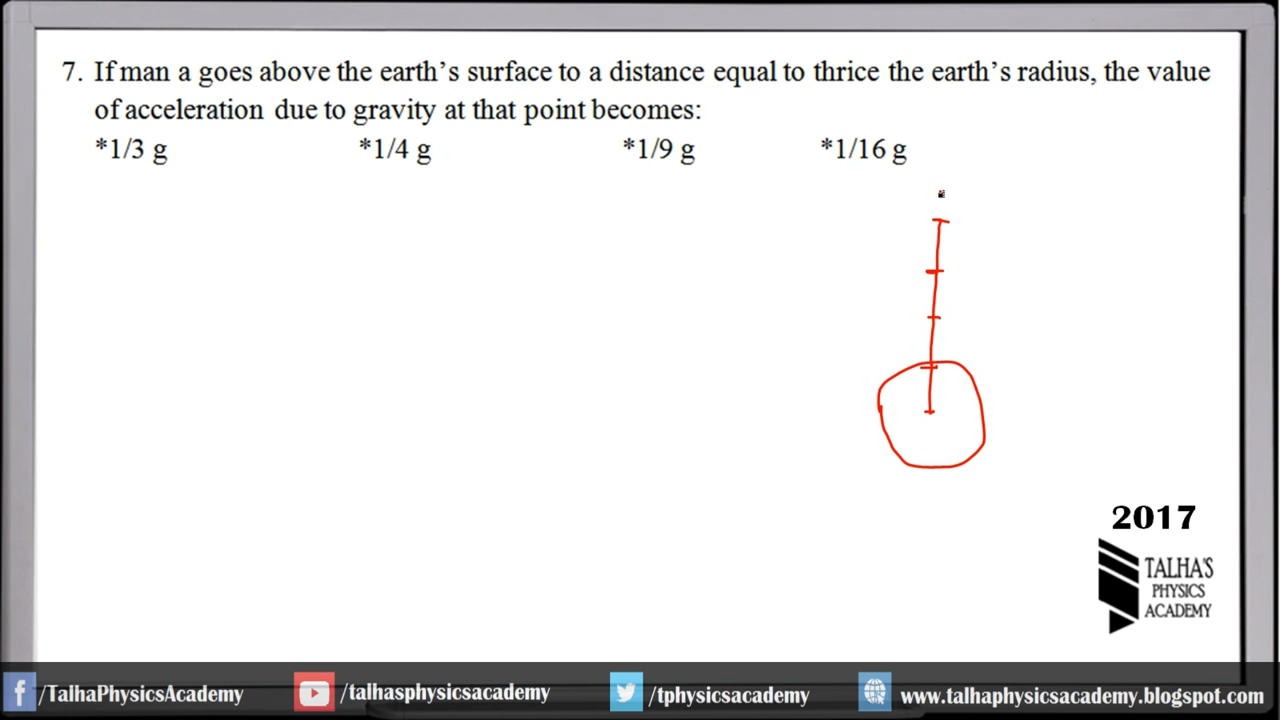 7. If man a goes above the earth's surface to a distance equal to thrice the earth's radius, the value
of acceleration due to gravity at that point becomes:
*1/3 g *1/4 g *1/9 g *1/16 g
2017
TALHA'S
PHYSICS
ACADEMY
/TalhaPhysicsAcademy /talhasphysicsacademy /tphysicsacademy www.talhaphysicsacademy.blogspot.com